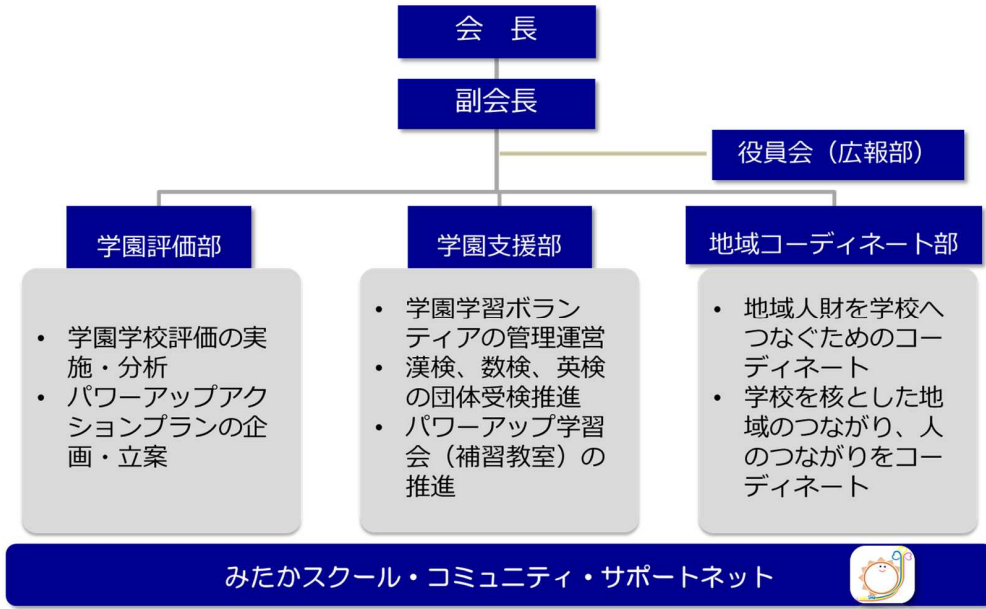 会　長
副会長
役員会（広報部）
学園評価部
• 学園学校評価の実
施・分析
• パワーアップアク
ションプランの企
画・立案
学園支援部
• 学園学習ボラン
ティアの管理運営
• 漢検、数検、英検
の団体受検推進
• パワーアップ学習
会（補習教室）の
推進
地域コーディネート部
• 地域人財を学校へ
つなぐためのコー
ディネート
• 学校を核とした地
域のつながり、人
のつながりをコー
ディネート
みたかスクール・コミュニティ・サポートネット